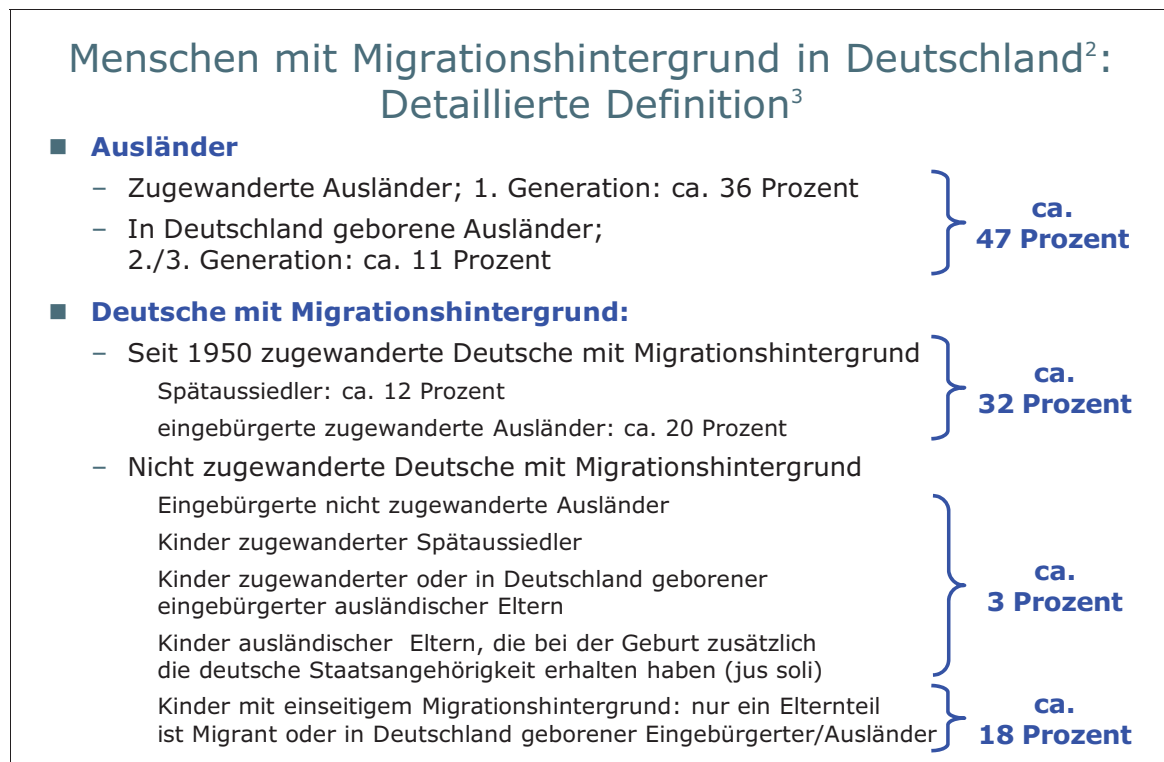 Menschen mit Migrationshintergrund in Deutschland²:
Detaillierte Definition³
■ Ausländer
– Zugewanderte Ausländer; 1. Generation: ca. 36 Prozent
– In Deutschland geborene Ausländer;
2./3. Generation: ca. 11 Prozent
ca.
47 Prozent
■ Deutsche mit Migrationshintergrund:
– Seit 1950 zugewanderte Deutsche mit Migrationshintergrund
Spätaussiedler: ca. 12 Prozent
eingebürgerte zugewanderte Ausländer: ca. 20 Prozent
ca.
32 Prozent
– Nicht zugewanderte Deutsche mit Migrationshintergrund
Eingebürgerte nicht zugewanderte Ausländer
Kinder zugewanderter Spätaussiedler
Kinder zugewanderter oder in Deutschland geborener
eingebürgerter ausländischer Eltern
Kinder ausländischer Eltern, die bei der Geburt zusätzlich
die deutsche Staatsangehörigkeit erhalten haben (jus soli)
ca.
3 Prozent
Kinder mit einseitigem Migrationshintergrund: nur ein Elternteil
ist Migrant oder in Deutschland geborener Eingebürgerter/Ausländer
ca.
18 Prozent